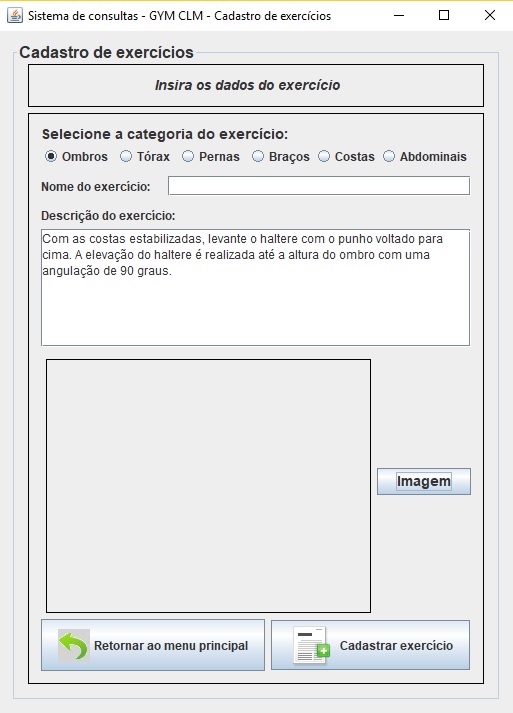 Sistema de consultas - GYM CLM - Cadastro de exercícios
Cadastro de exercícios
Insira os dados do exercício
Selecione a categoria do exercício:
Ombros Tórax Pernas Braços Costas Abdominais
Nome do exercício:
Descrição do exercício:
Com as costas estabilizadas, levante o haltere com o punho voltado para
cima. A elevação do haltere é realizada até a altura do ombro com uma
angulação de 90 graus.
Imagem
Retornar ao menu principal Cadastrar exercício